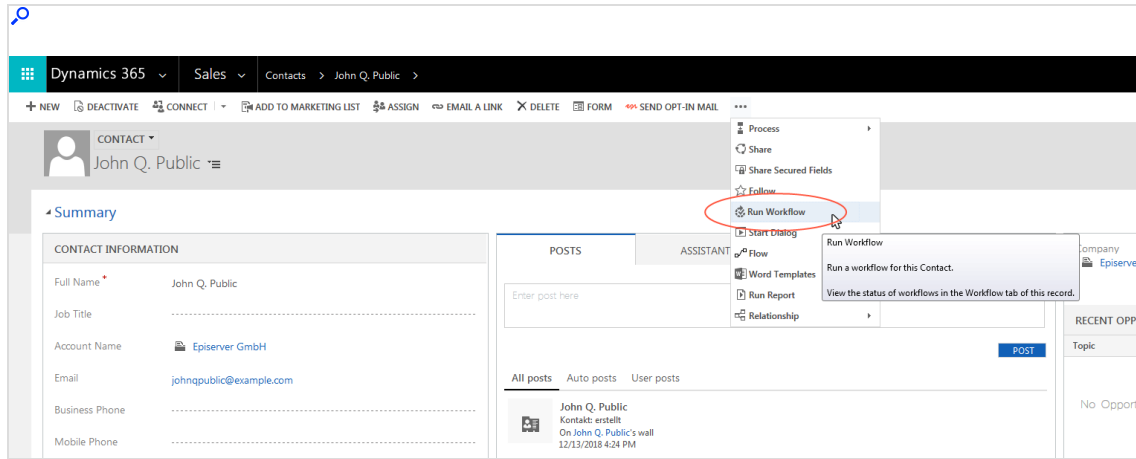 Dynamics 365 Sales Contacts > John Q. Public >
NEW DEACTIVATE CONNECT ADD TO MARKETING LIST ASSIGN EMAIL A LINK DELETE FORM SEND OPT-IN MAIL ...
CONTACT
John Q. Public
Process
Share
Share Secured Fields
Follow
Run Workflow
Start Dialog
Flow
Word Templates
Run Report
Relationship
Run Workflow
Run a workflow for this Contact.
View the status of workflows in the Workflow tab of this record.
Summary
CONTACT INFORMATION
Full Name * John Q. Public
Job Title
Account Name Episerver GmbH
Email johnqpublic@example.com
Business Phone
Mobile Phone
POSTS ASSISTANT
Enter post here
POST
All posts Auto posts User posts
John Q. Public
Kontakt: erstellt
On John Q. Public's wall
12/13/2018 4:24 PM
Company
Episerve
RECENT OPP
Topic
No Opport